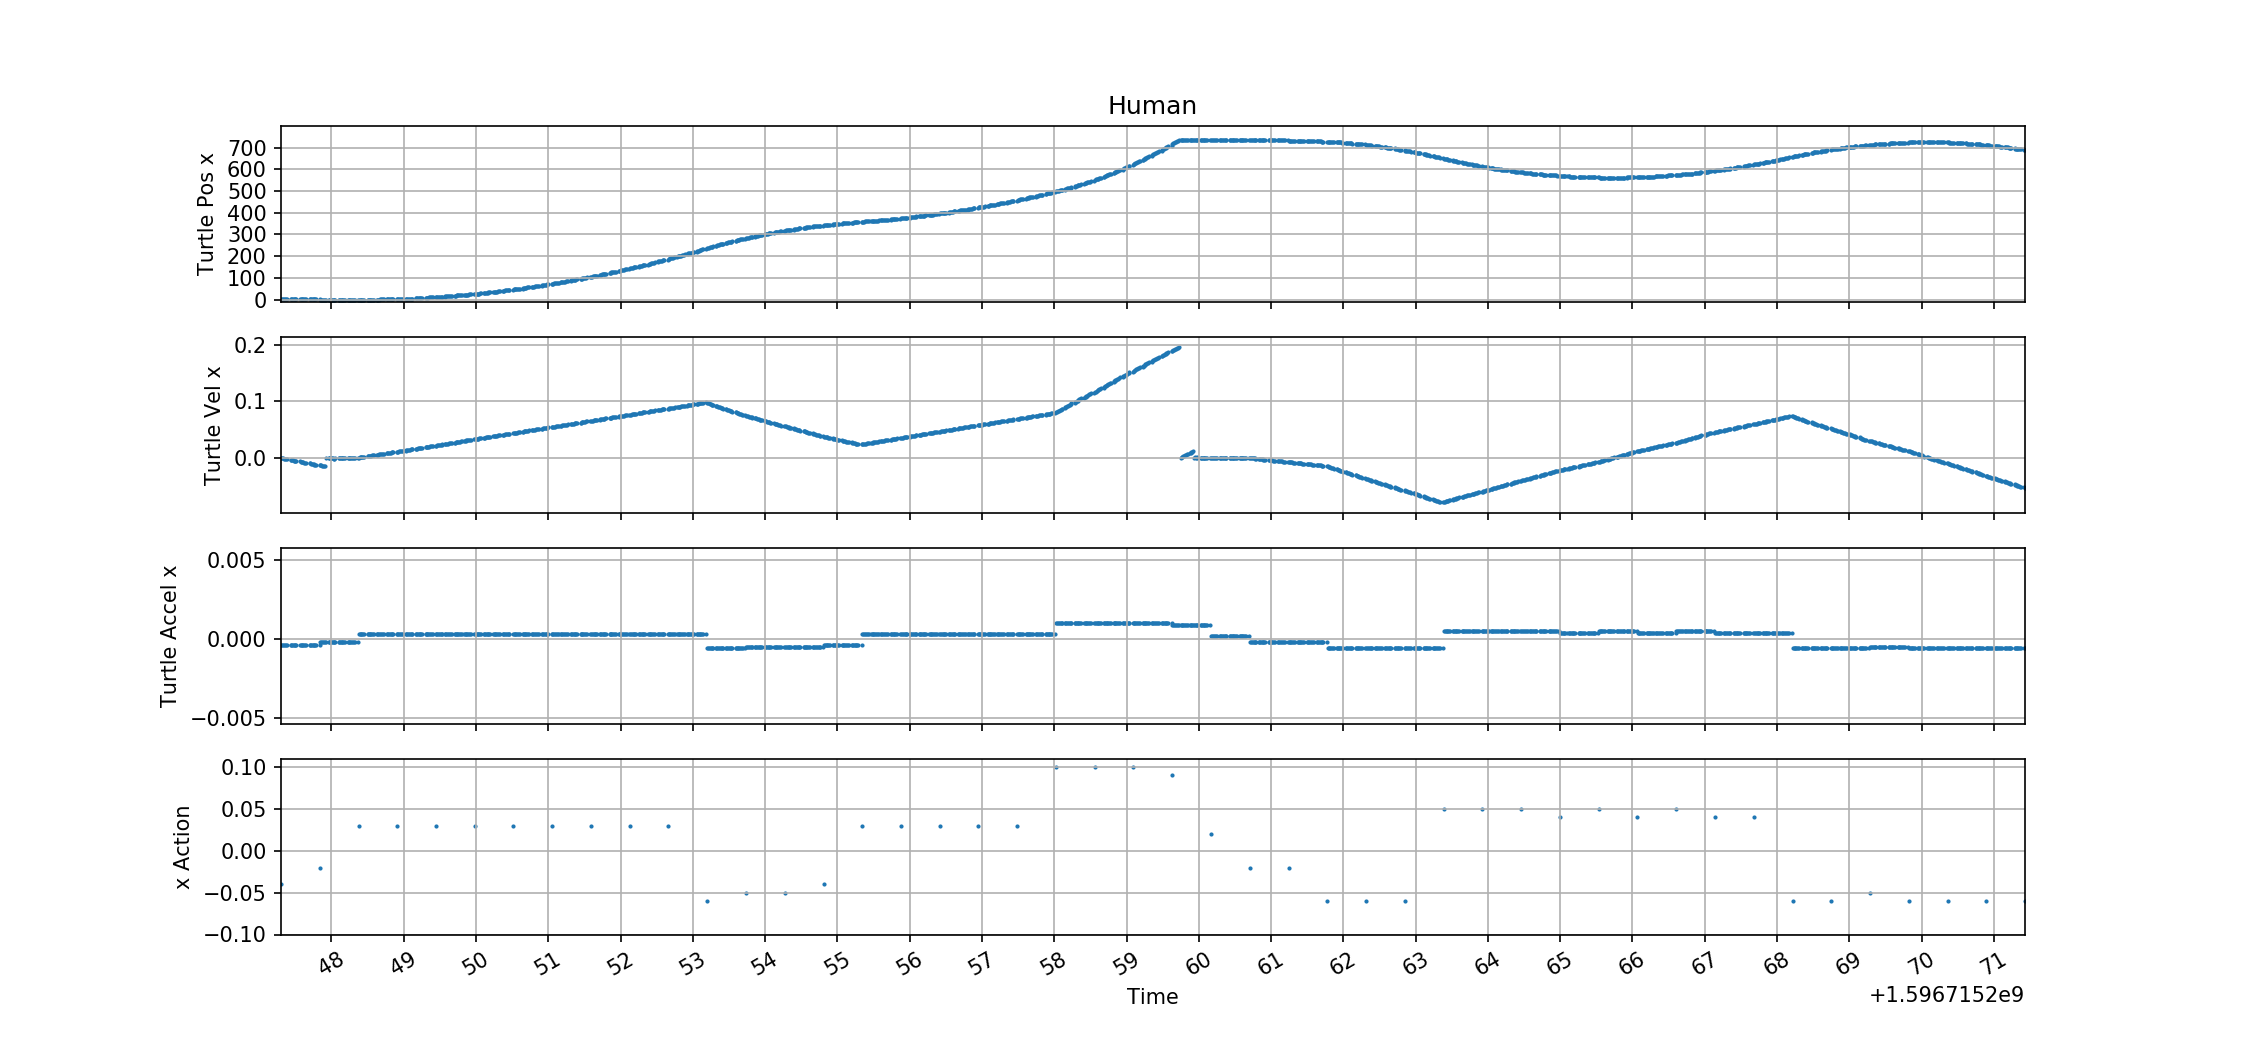 Human
Turtle Pos x
700
600
500
400
300
200
100
0
Turtle Vel x
0.2
0.1
0.0
Turtle Accel x
0.005
0.000
−0.005
x Action
0.10
0.05
0.00
−0.05
−0.10
48 49 50 51 52 53 54 55 56 57 58 59 60 61 62 63 64 65 66 67 68 69 70 71
Time
+1.5967152e9